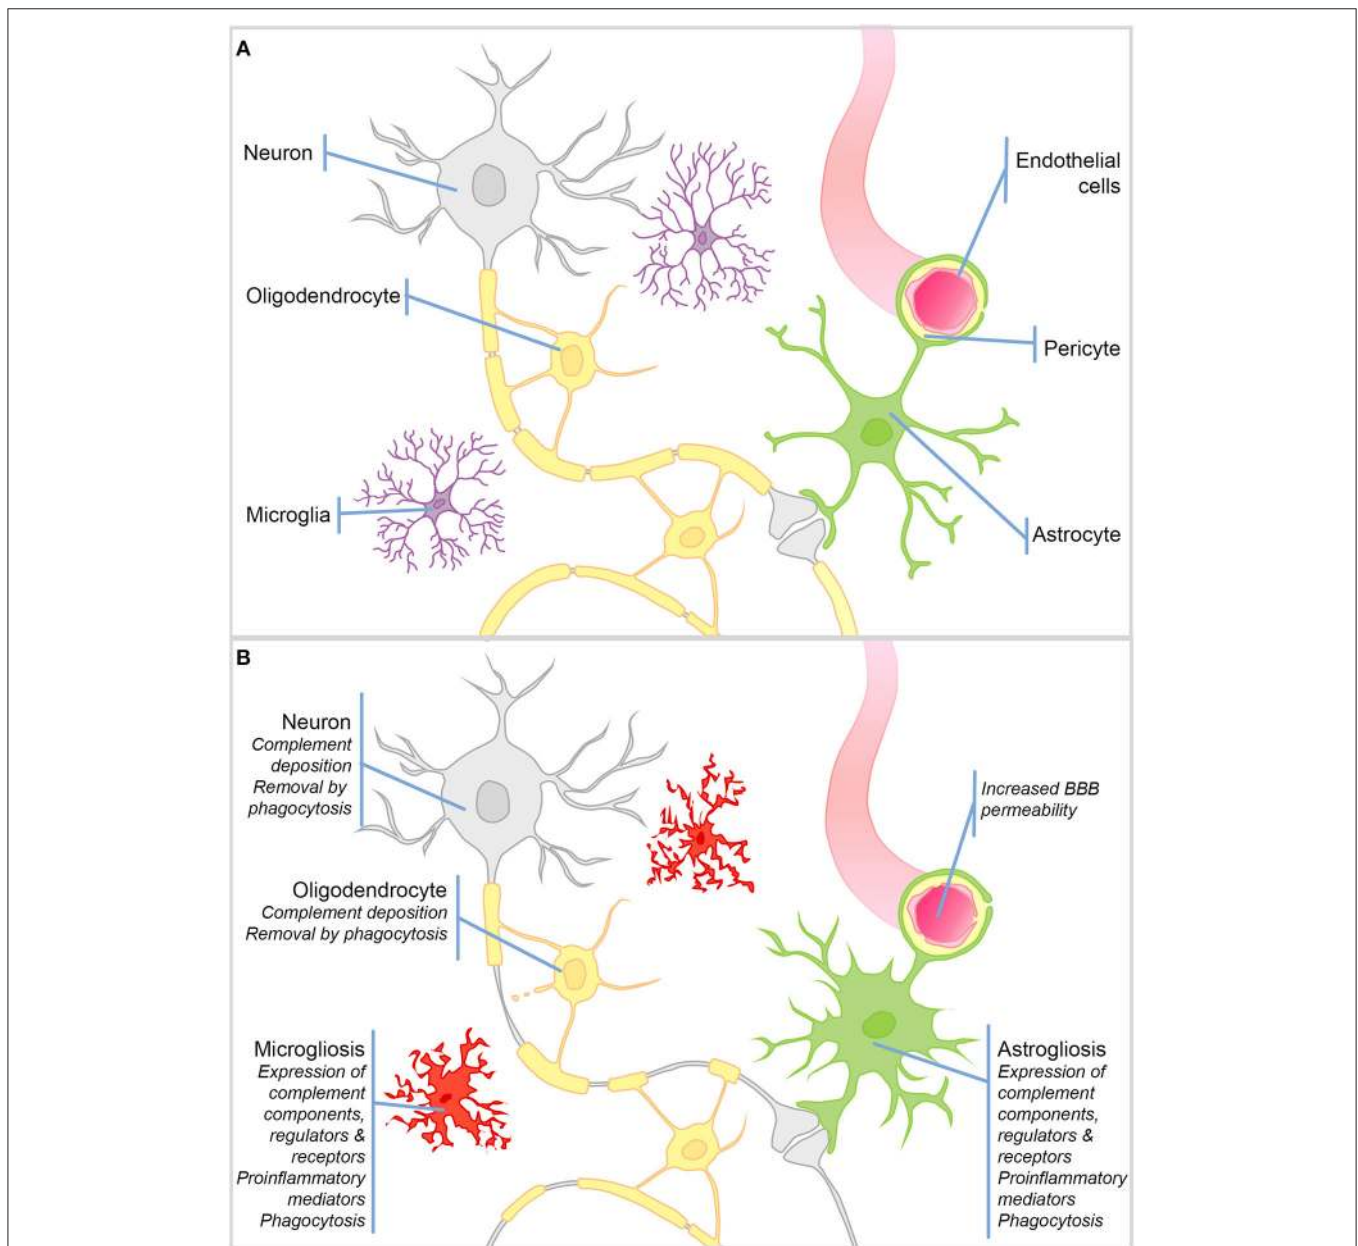 A
Neuron
Endothelial
cells
Oligodendrocyte
Pericyte
Microglia
Astrocyte
B
Neuron
Complement
deposition
Removal by
phagocytosis
Increased BBB
permeability
Oligodendrocyte
Complement deposition
Removal by phagocytosis
Microgliosis
Expression of
complement
components,
regulators &
receptors
Proinflammatory
mediators
Phagocytosis
Astrogliosis
Expression of
complement
components,
regulators &
receptors
Proinflammatory
mediators
Phagocytosis